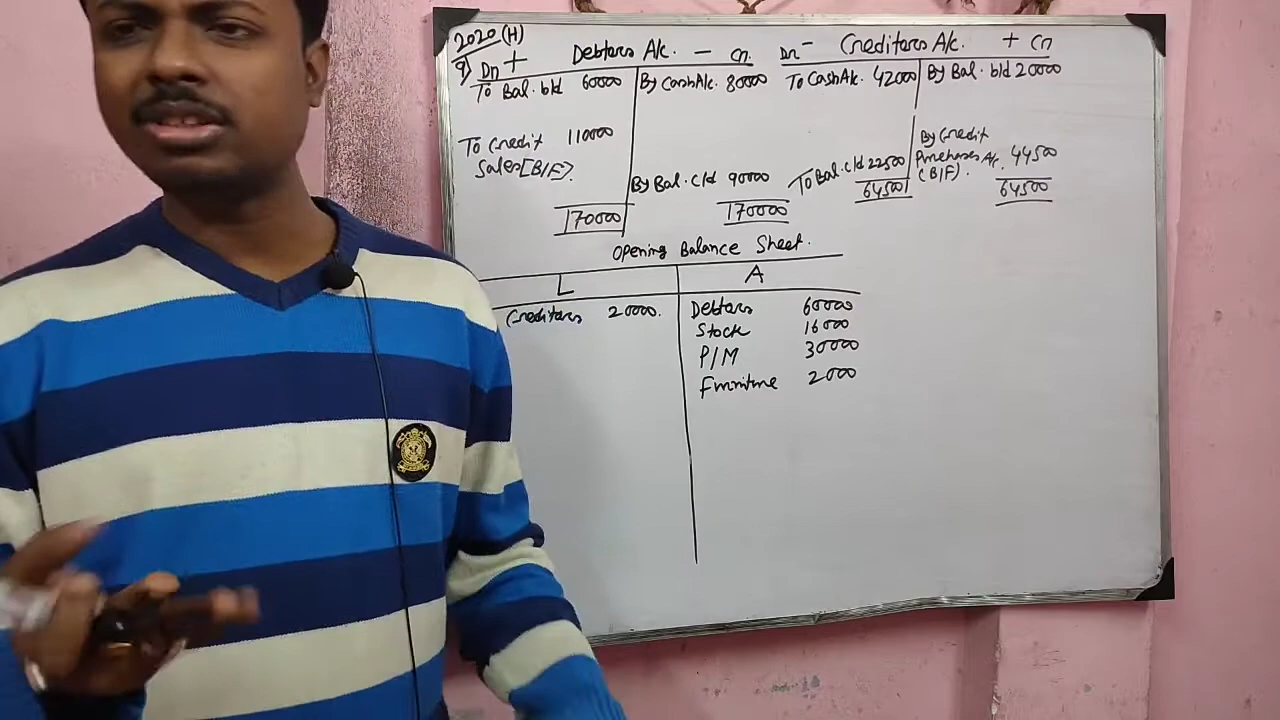 2020 (H)
9)
Dr + Debtors A/c. - Cr.
To Bal. b/d 60000 By Cash A/c. 80000
To Credit 110000
Sales [B/F].
By Bal. c/d 90000
170000 170000
Dr - Creditors A/c. + Cr
To Cash A/c. 42000 By Bal. b/d 20000
By Credit
Purchases A/c. 44500
(B/F).
To Bal. c/d 22500
64500 64500
Opening Balance Sheet.
L A
Creditors 20000. Debtors 60000
Stock 16000
P/M 30000
Furniture 2000